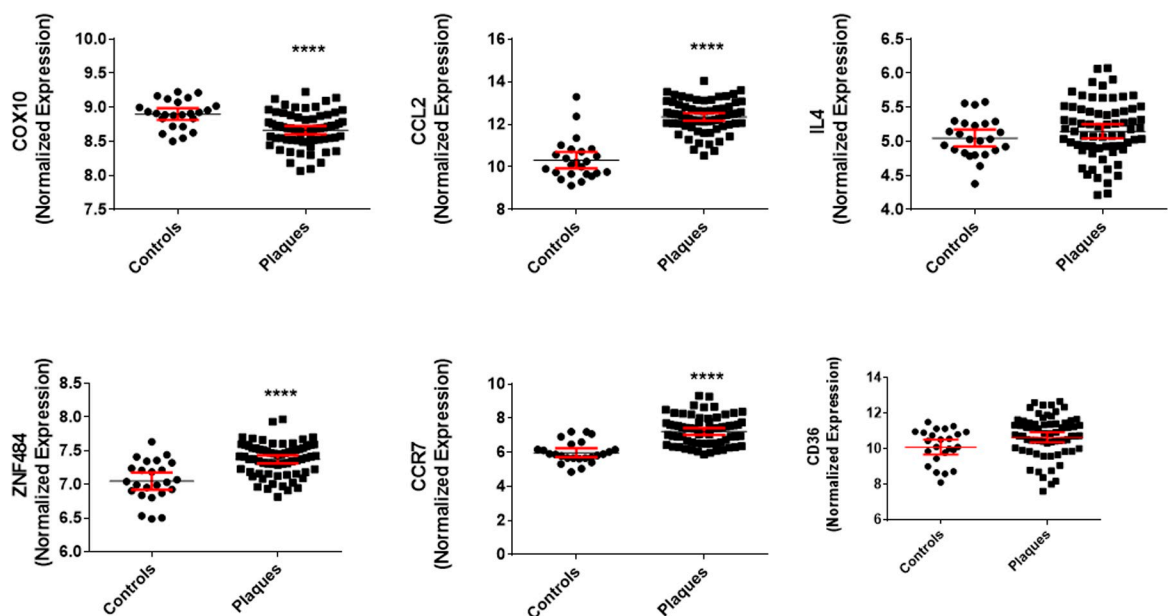 COX10
(Normalized Expression)
10.0
9.5
9.0
8.5
8.0
7.5
****
Controls
Plaques
CCL2
(Normalized Expression)
16
14
12
10
8
****
Controls
Plaques
IL4
(Normalized Expression)
6.5
6.0
5.5
5.0
4.5
4.0
Controls
Plaques
ZNF484
(Normalized Expression)
8.5
8.0
7.5
7.0
6.5
6.0
****
Controls
Plaques
CCR7
(Normalized Expression)
10
8
6
4
2
0
****
Controls
Plaques
CD36
(Normalized Expression)
14
12
10
8
6
Controls
Plaques